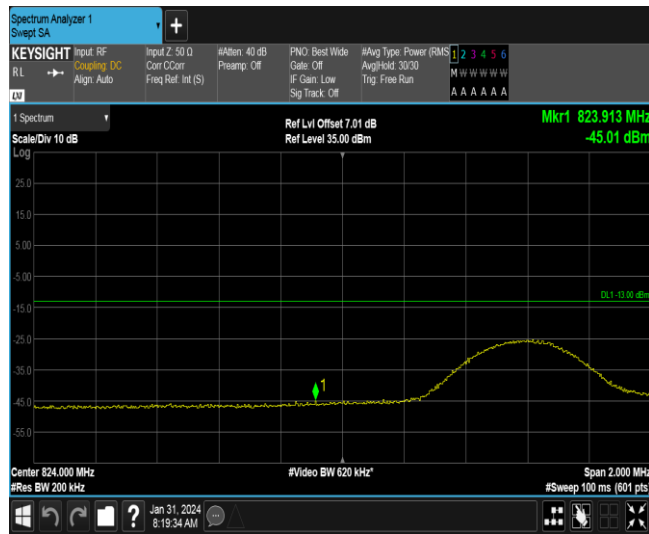 Spectrum Analyzer 1
Swept SA
+
KEYSIGHT
RL
LXI
Input: RF
Coupling: DC
Align: Auto
Input Z: 50 Ω
Corr CCorr
Freq Ref: Int (S)
#Atten: 40 dB
Preamp: Off
PNO: Best Wide
Gate: Off
IF Gain: Low
Sig Track: Off
#Avg Type: Power (RMS
Avg|Hold: 30/30
Trig: Free Run
1 2 3 4 5 6
M W W W W W
A A A A A A
1 Spectrum
Scale/Div 10 dB
Log
Ref Lvl Offset 7.01 dB
Ref Level 35.00 dBm
Mkr1 823.913 MHz
-45.01 dBm
25.0
15.0
5.00
-5.00
DL1 -13.00 dBm
-15.0
-25.0
-35.0
1
-45.0
-55.0
Center 824.000 MHz
#Res BW 200 kHz
#Video BW 620 kHz*
Span 2.000 MHz
#Sweep 100 ms (601 pts
?
Jan 31, 2024
8:19:34 AM